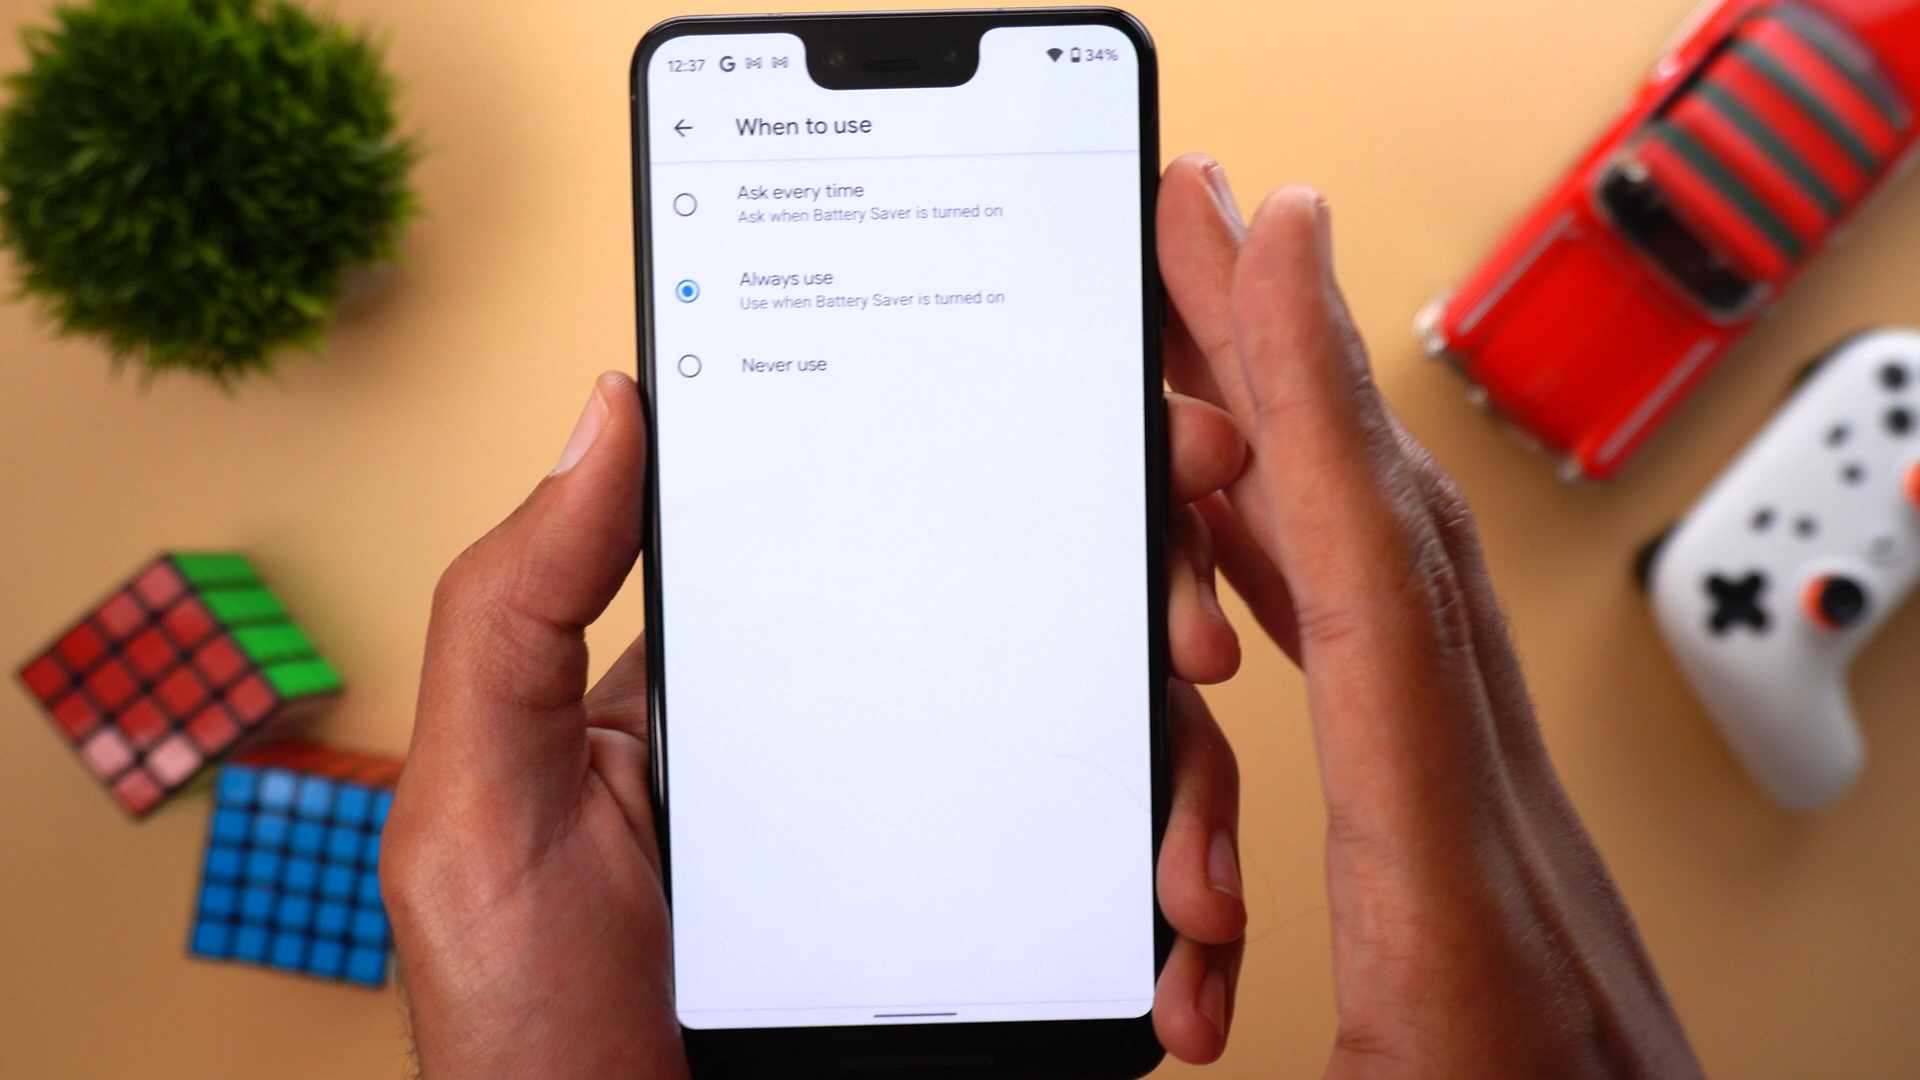 12:37 G 34%
When to use
Ask every time
Ask when Battery Saver is turned on
Always use
Use when Battery Saver is turned on
Never use